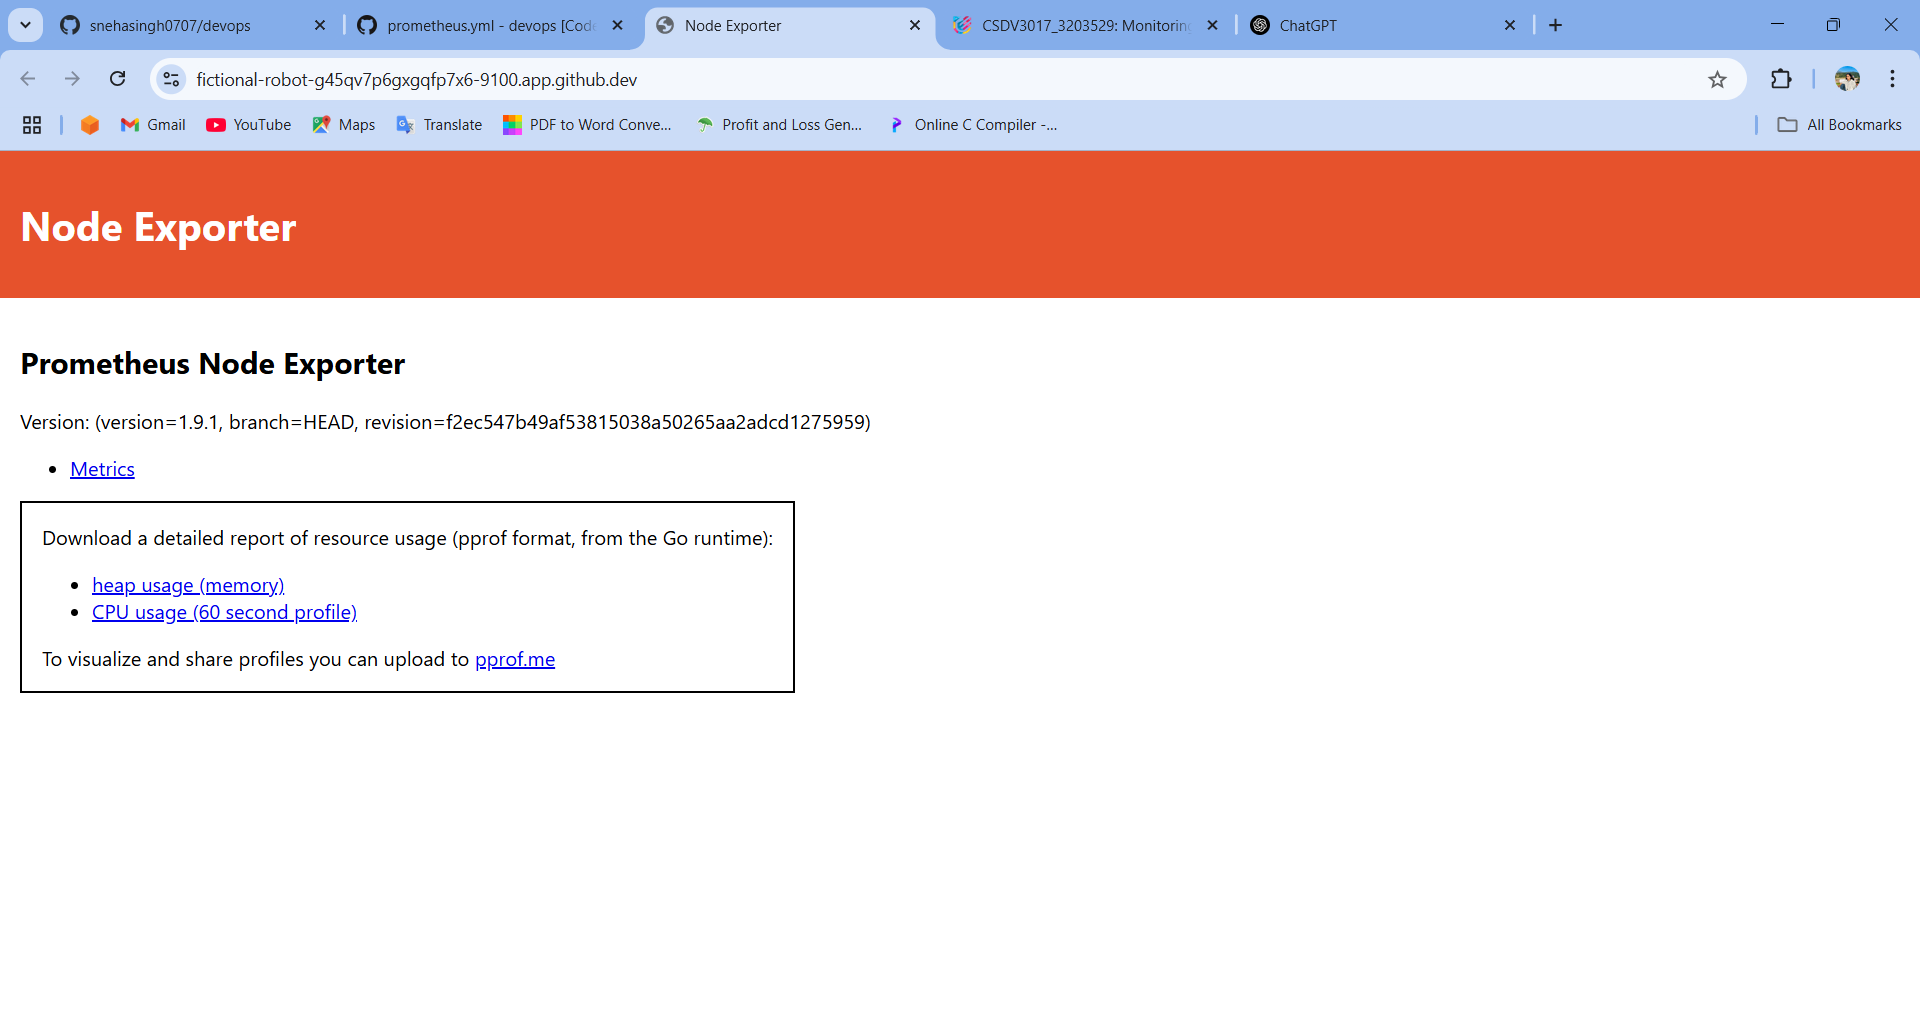 snehasingh0707/devops
prometheus.yml - devops [Code
Node Exporter
CSDV3017_3203529: Monitorin
ChatGPT
fictional-robot-g45qv7p6gxgqfp7x6-9100.app.github.dev
Gmail
YouTube
Maps
Translate
PDF to Word Conve...
Profit and Loss Gen...
Online C Compiler -...
All Bookmarks
Node Exporter
Prometheus Node Exporter
Version: (version=1.9.1, branch=HEAD, revision=f2ec547b49af53815038a50265aa2adcd1275959)
Metrics
Download a detailed report of resource usage (pprof format, from the Go runtime):
heap usage (memory)
CPU usage (60 second profile)
To visualize and share profiles you can upload to pprof.me